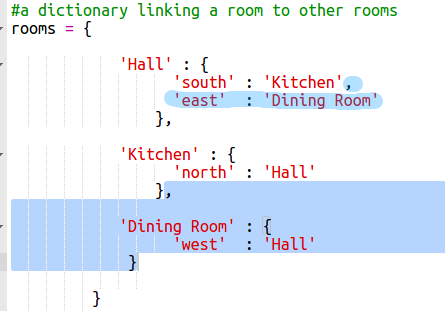 #a dictionary linking a room to other rooms
rooms = {
'Hall' : {
'south' : 'Kitchen',
'east' : 'Dining Room'
},
'Kitchen' : {
'north' : 'Hall'
},
'Dining Room' : {
'west' : 'Hall'
}
}